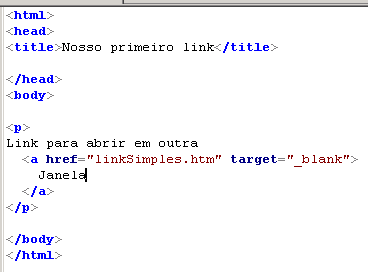 <html>
<head>
<title>Nosso primeiro link</title>
</head>
<body>
<p>
Link para abrir em outra
<a href="linkSimples.htm" target="_blank">
Janela
</a>
</p>
</body>
</html>